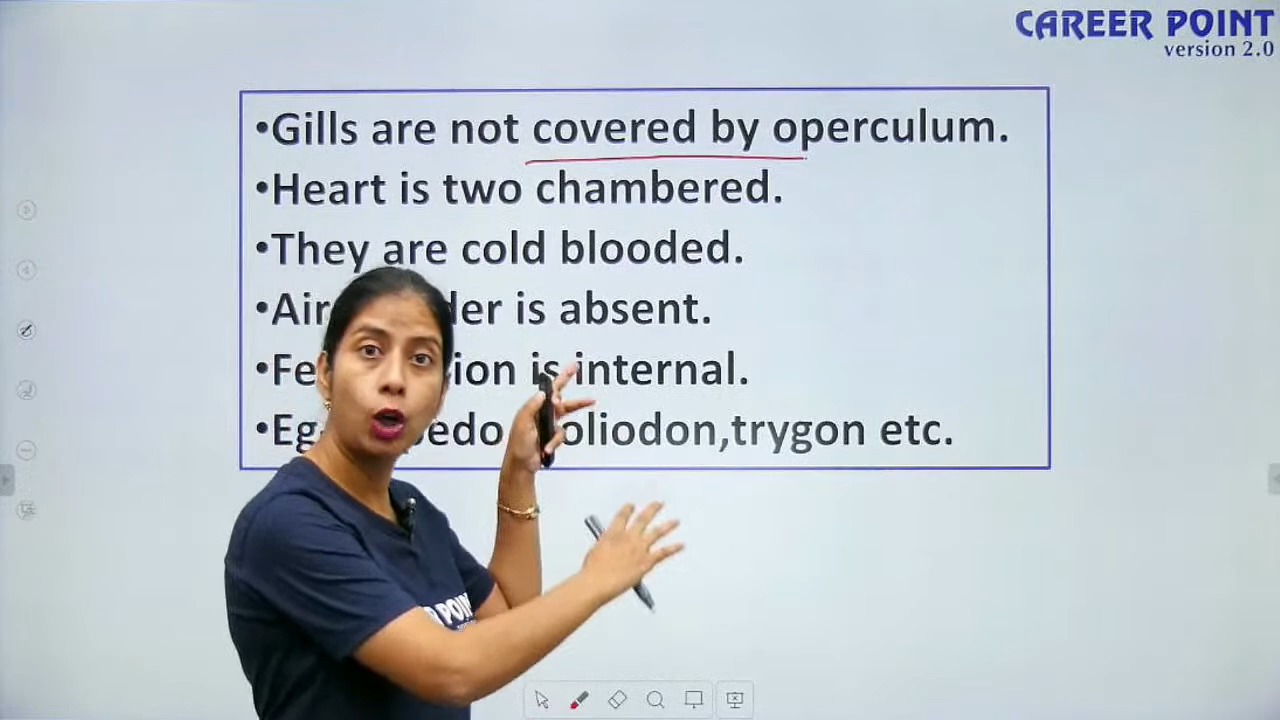 CAREER POINT
version 2.0
•Gills are not covered by operculum.
•Heart is two chambered.
•They are cold blooded.
•Air der is absent.
•Fe ion is internal.
•Eg- pedo oliodon,trygon etc.
POINT